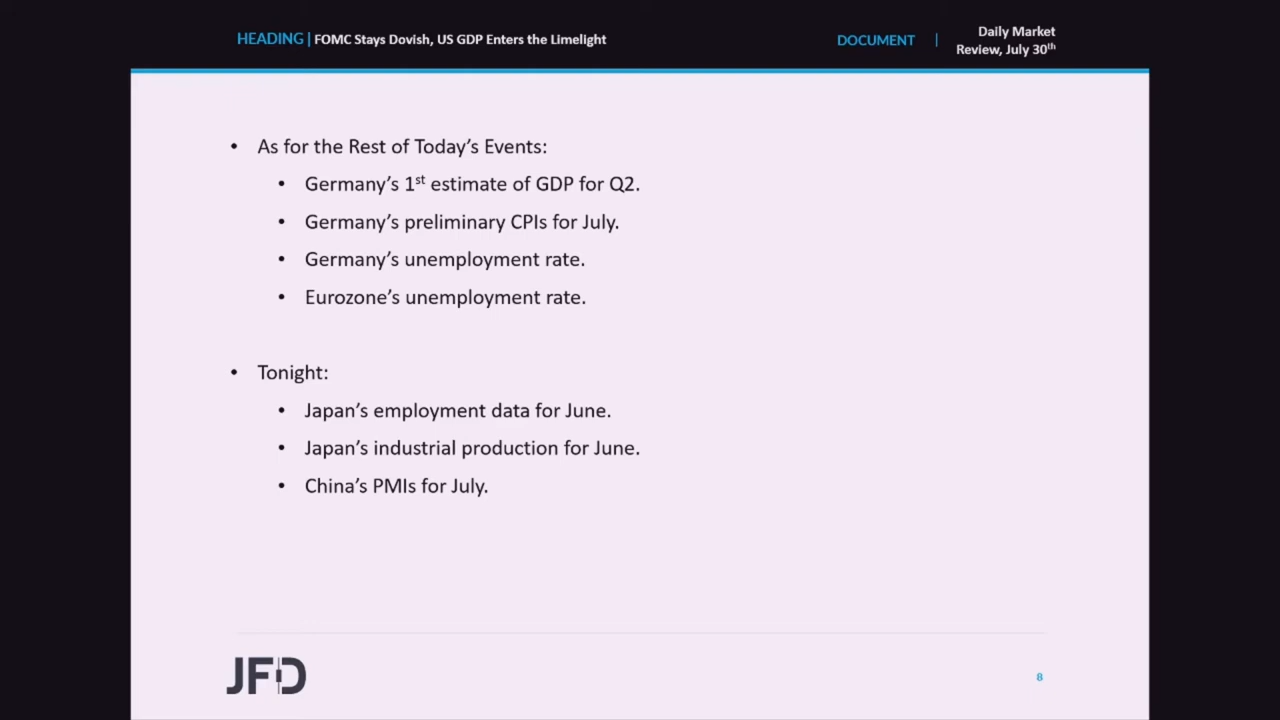 HEADING | FOMC Stays Dovish, US GDP Enters the Limelight
DOCUMENT | Daily Market
Review, July 30th
• As for the Rest of Today’s Events:
• Germany’s 1st estimate of GDP for Q2.
• Germany’s preliminary CPIs for July.
• Germany’s unemployment rate.
• Eurozone’s unemployment rate.
• Tonight:
• Japan’s employment data for June.
• Japan’s industrial production for June.
• China’s PMIs for July.
JFD
8